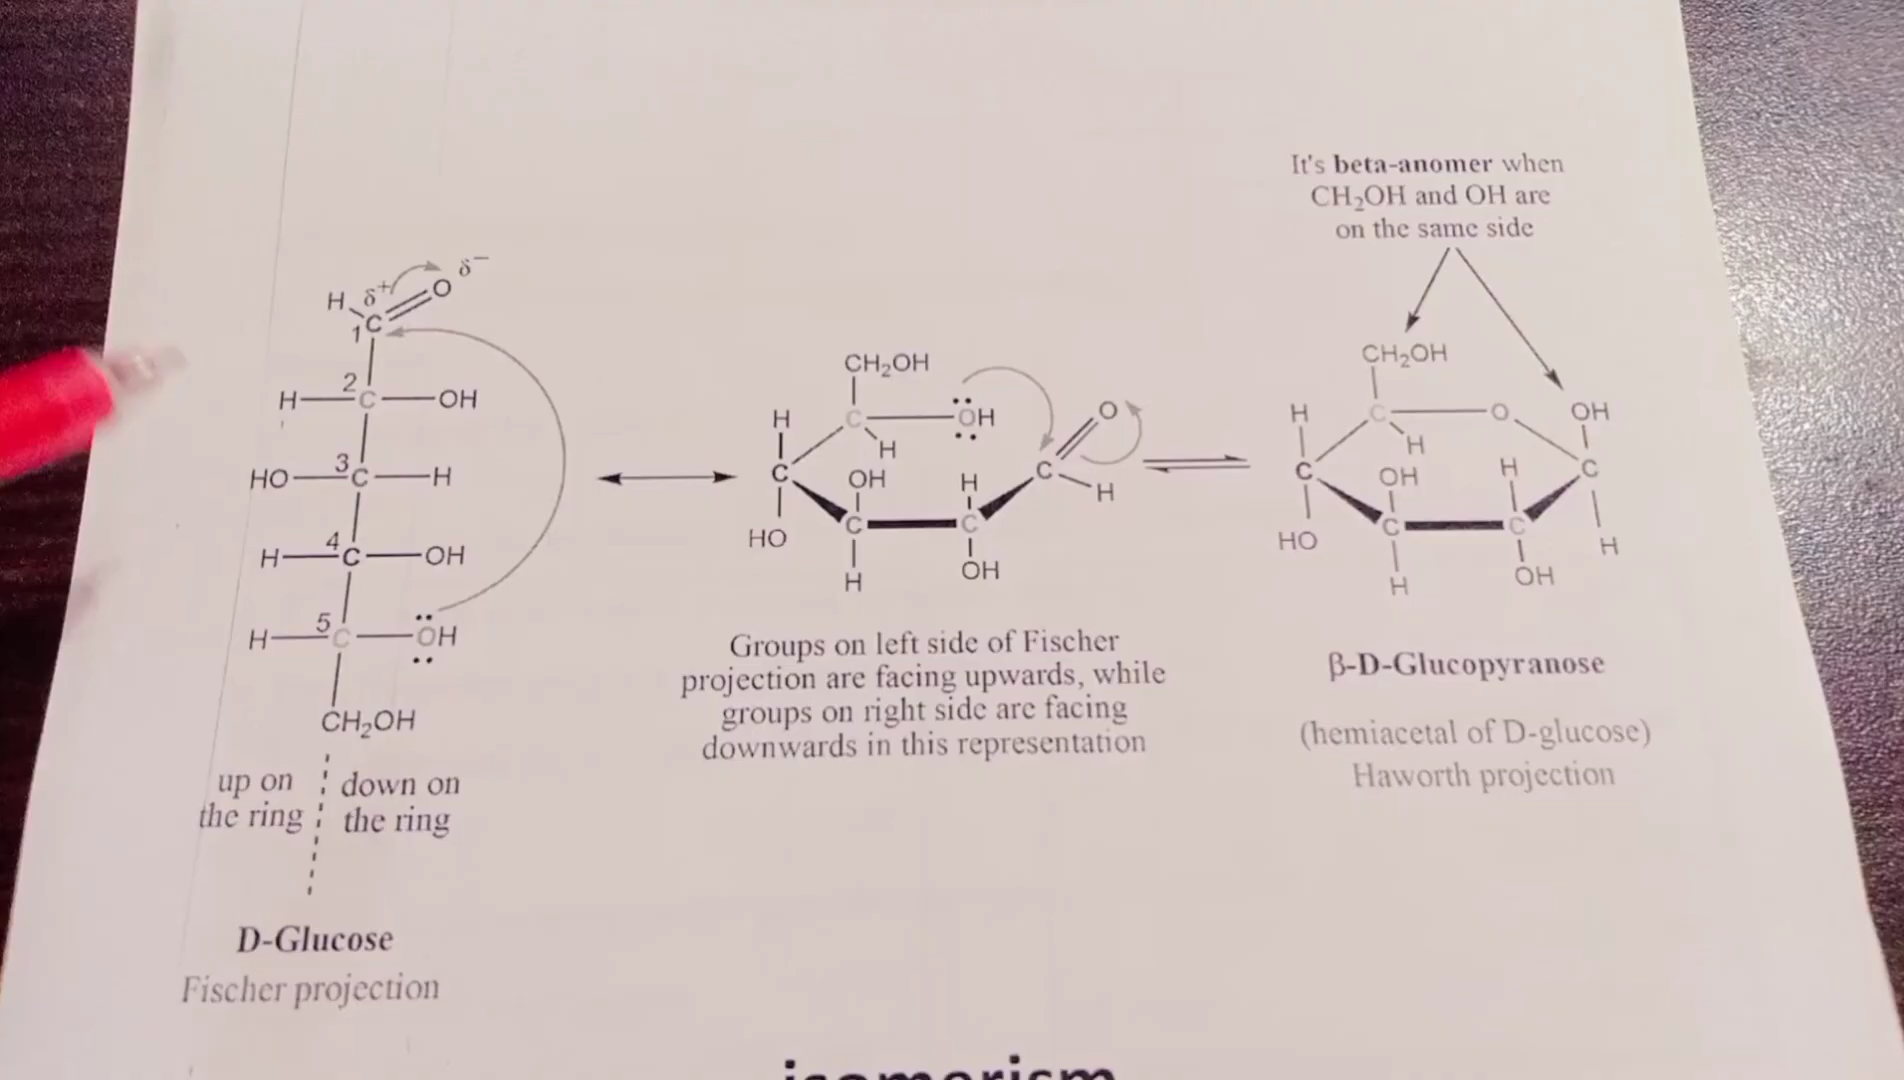 It's beta-anomer when
CH₂OH and OH are
on the same side
H δ⁺ O δ⁻
1 C
H 2 C OH
HO 3 C H
H 4 C OH
H 5 C ÖH
CH₂OH
up on down on
the ring the ring
D-Glucose
Fischer projection
CH₂OH
H C OH O
H
C OH H C H
C C
HO H OH
Groups on left side of Fischer
projection are facing upwards, while
groups on right side are facing
downwards in this representation
CH₂OH
H C O OH
H
C OH H C
C C
HO H OH H
β-D-Glucopyranose
(hemiacetal of D-glucose)
Haworth projection
isomerism